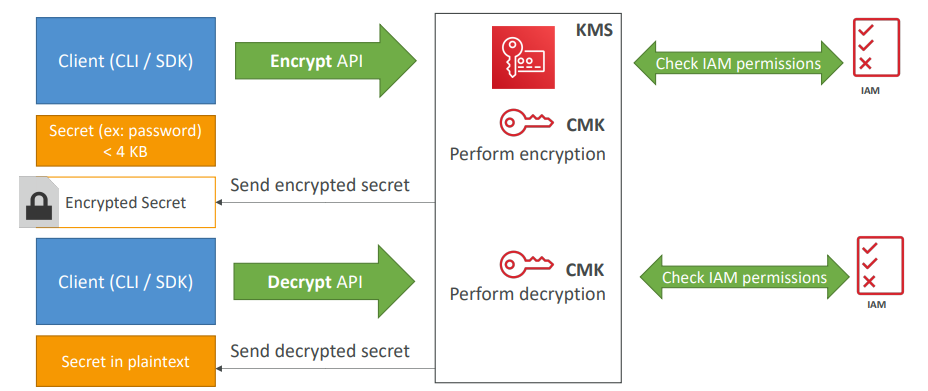 KMS
Client (CLI / SDK)
Encrypt API
Check IAM permissions
IAM
CMK
Secret (ex: password)
< 4 KB
Perform encryption
Send encrypted secret
Encrypted Secret
Client (CLI / SDK)
Decrypt API
CMK
Perform decryption
Check IAM permissions
IAM
Send decrypted secret
Secret in plaintext